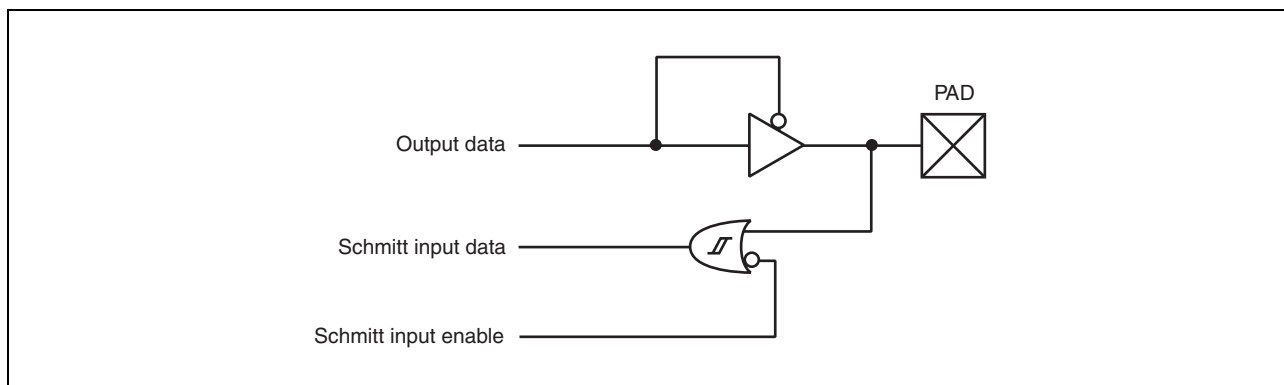 PAD
Output data
Schmitt input data
Schmitt input enable